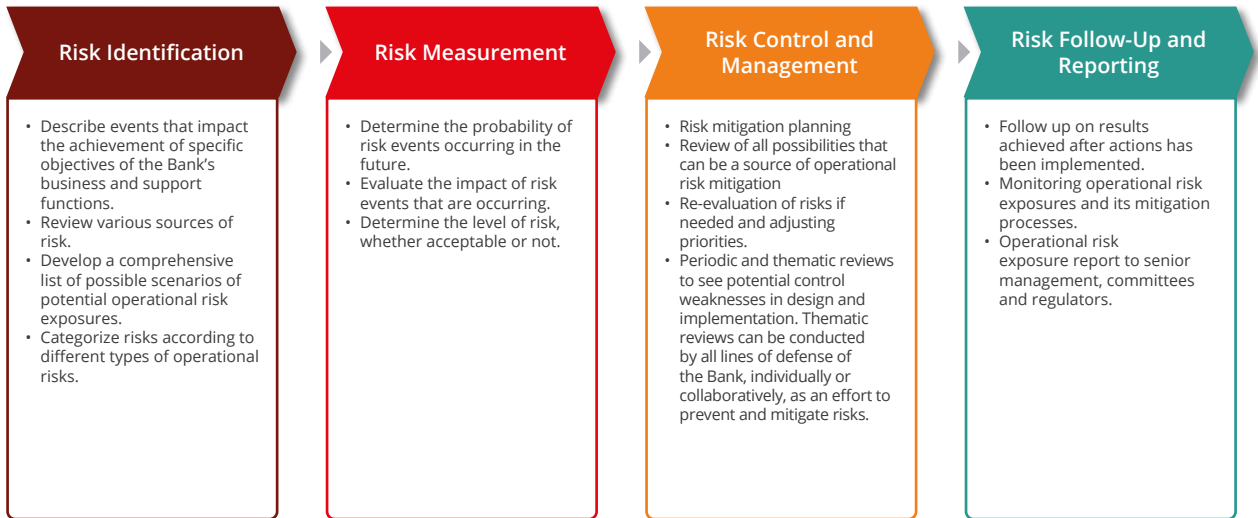 Risk Identification
• Describe events that impact
the achievement of specific
objectives of the Bank’s
business and support
functions.
• Review various sources of
risk.
• Develop a comprehensive
list of possible scenarios of
potential operational risk
exposures.
• Categorize risks according to
different types of operational
risks.
Risk Measurement
• Determine the probability of
risk events occurring in the
future.
• Evaluate the impact of risk
events that are occurring.
• Determine the level of risk,
whether acceptable or not.
Risk Control and
Management
• Risk mitigation planning
• Review of all possibilities that
can be a source of operational
risk mitigation
• Re-evaluation of risks if
needed and adjusting
priorities.
• Periodic and thematic reviews
to see potential control
weaknesses in design and
implementation. Thematic
reviews can be conducted
by all lines of defense of
the Bank, individually or
collaboratively, as an effort to
prevent and mitigate risks.
Risk Follow-Up and
Reporting
• Follow up on results
achieved after actions has
been implemented.
• Monitoring operational risk
exposures and its mitigation
processes.
• Operational risk
exposure report to senior
management, committees
and regulators.